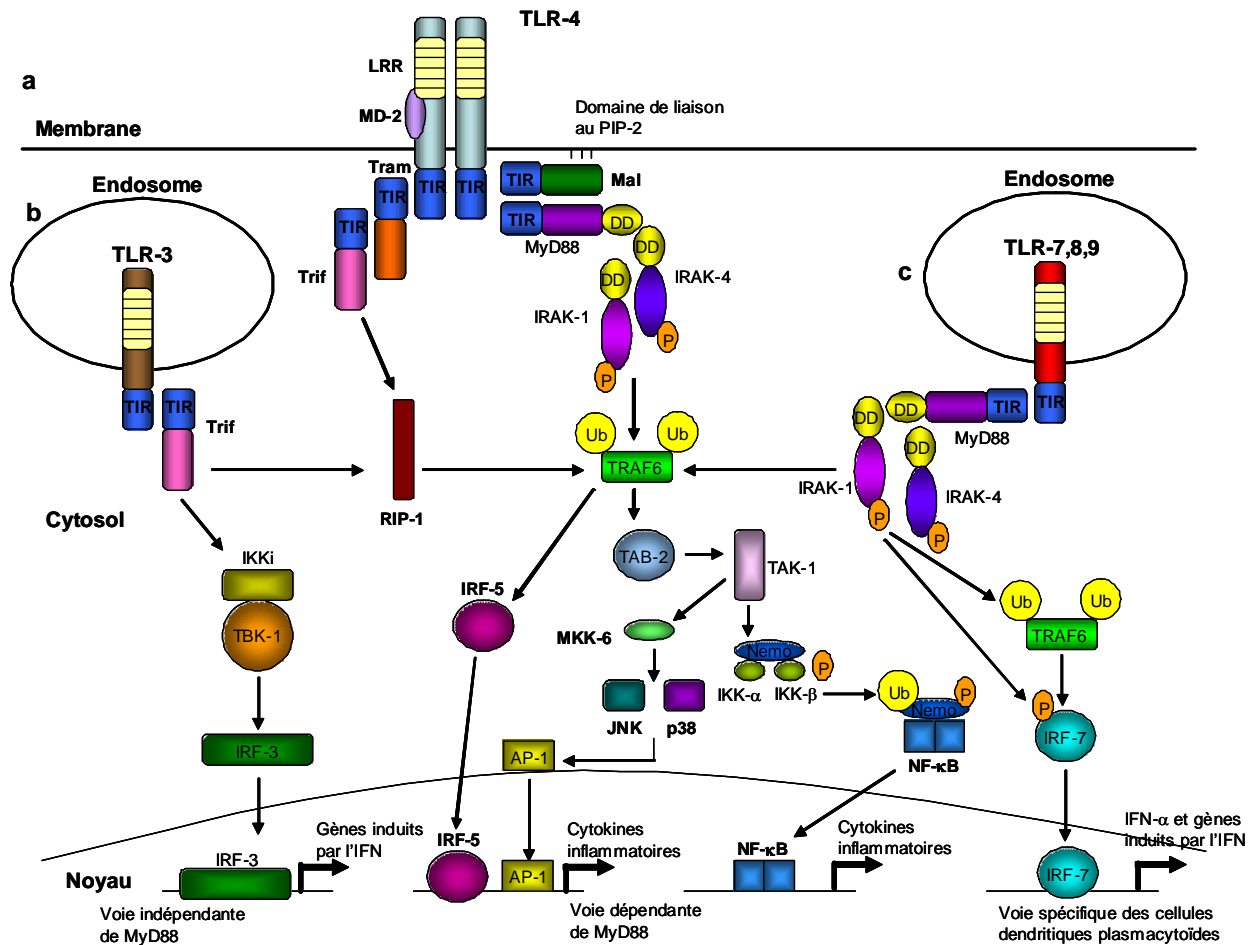 TLR-4
a
LRR
MD-2
Domaine de liaison
au PIP-2
Membrane
Tram
TIR
TIR
TIR
TIR
Mal
TIR
DD
MyD88
TIR
Trif
DD
DD
IRAK-4
IRAK-1
P
P
Endosome
b
TLR-3
TIR
TIR
Trif
Endosome
TLR-7,8,9
c
TIR
DD
TIR
MyD88
DD
DD
IRAK-1
IRAK-4
P
P
Ub
Ub
TRAF6
RIP-1
Cytosol
IKKi
TBK-1
TAB-2
TAK-1
IRF-5
MKK-6
Nemo
P
IKK-α
IKK-β
JNK
p38
Ub
P
Nemo
NF-κB
Ub
Ub
TRAF6
P
IRF-7
IRF-3
AP-1
Gènes induits
par l'IFN
IRF-3
IRF-5
AP-1
Cytokines
inflammatoires
NF-κB
Cytokines
inflammatoires
IFN-α et gènes
induits par l'IFN
IRF-7
Noyau
Voie indépendante
de MyD88
Voie dépendante
de MyD88
Voie spécifique des cellules
dendritiques plasmacytoïdes